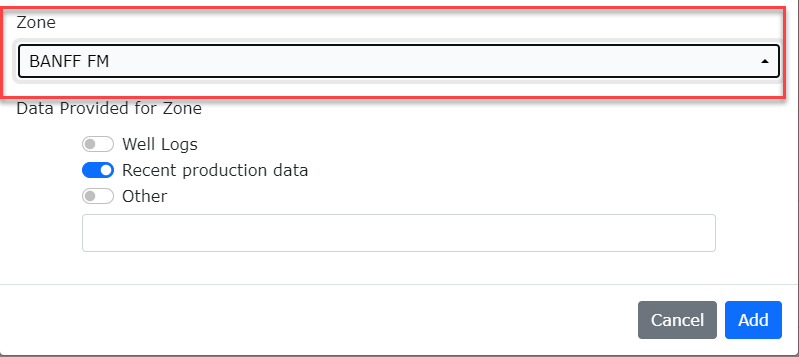 Zone
BANFF FM
Data Provided for Zone
Well Logs
Recent production data
Other
Cancel Add